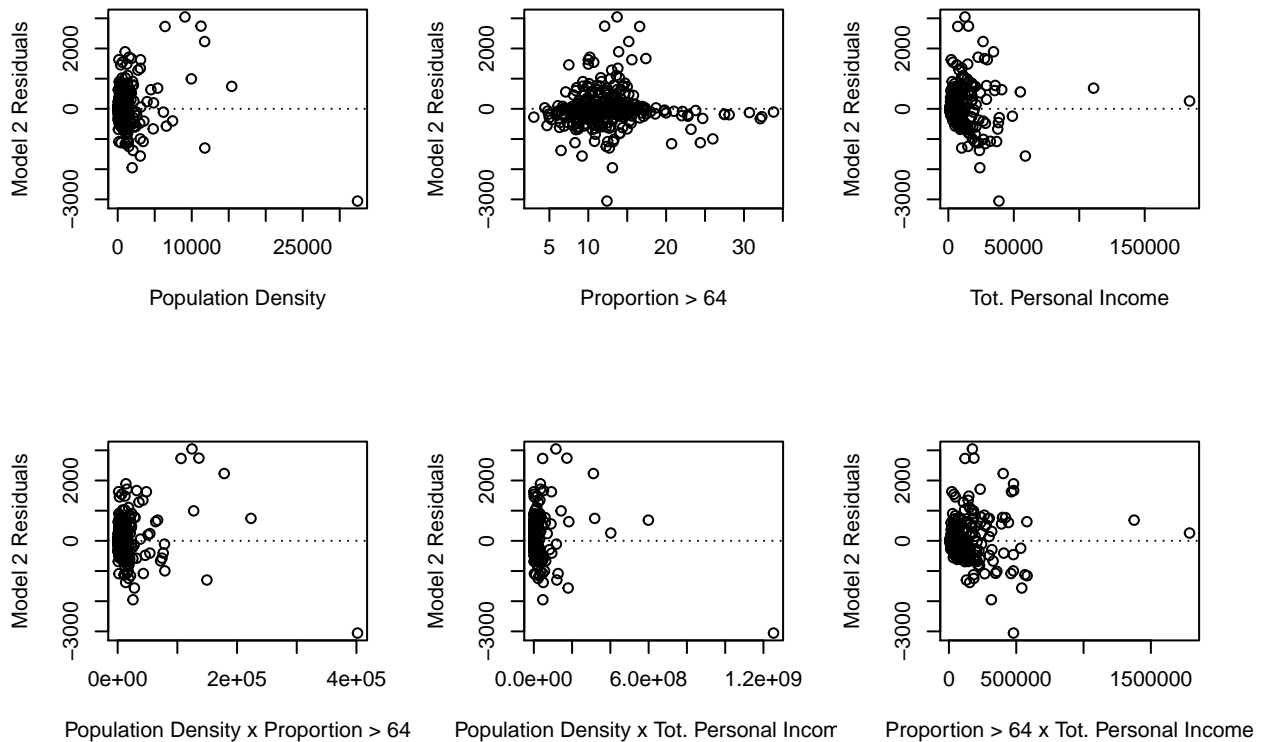 Model 2 Residuals
−3000 0 2000
0 10000 25000
Population Density
Model 2 Residuals
−3000 0 2000
5 10 20 30
Proportion > 64
Model 2 Residuals
−3000 0 2000
0 50000 150000
Tot. Personal Income
Model 2 Residuals
−3000 0 2000
0e+00 2e+05 4e+05
Population Density x Proportion > 64
Model 2 Residuals
−3000 0 2000
0.0e+00 6.0e+08 1.2e+09
Population Density x Tot. Personal Incom
Model 2 Residuals
−3000 0 2000
0 500000 1500000
Proportion > 64 x Tot. Personal Income